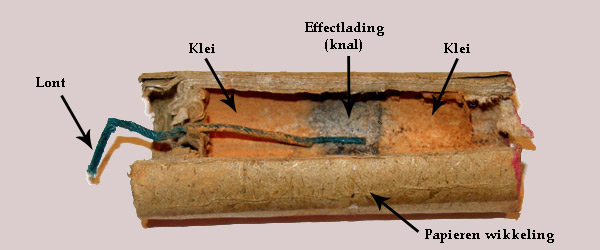 Effectlading
(knal)
Klei
Klei
Lont
Papieren wikkeling